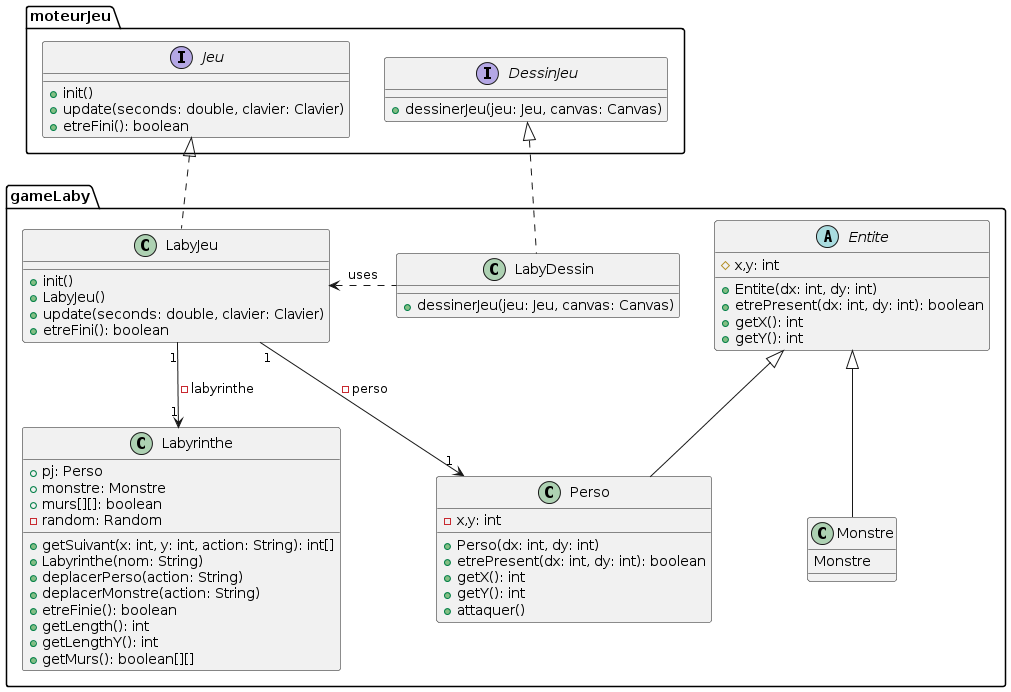 moteurJeu
I Jeu
init()
update(seconds: double, clavier: Clavier)
etreFini(): boolean
I DessinJeu
dessinerJeu(jeu: Jeu, canvas: Canvas)
gameLaby
C LabyJeu
init()
LabyJeu()
update(seconds: double, clavier: Clavier)
etreFini(): boolean
uses
C LabyDessin
dessinerJeu(jeu: Jeu, canvas: Canvas)
A Entite
x,y: int
Entite(dx: int, dy: int)
etrePresent(dx: int, dy: int): boolean
getX(): int
getY(): int
1
labyrinthe
1
1
perso
1
C Labyrinthe
pj: Perso
monstre: Monstre
murs[][]: boolean
random: Random
getSuivant(x: int, y: int, action: String): int[]
Labyrinthe(nom: String)
deplacerPerso(action: String)
deplacerMonstre(action: String)
etreFinie(): boolean
getLength(): int
getLengthY(): int
getMurs(): boolean[][]
C Perso
x,y: int
Perso(dx: int, dy: int)
etrePresent(dx: int, dy: int): boolean
getX(): int
getY(): int
attaquer()
C Monstre
Monstre